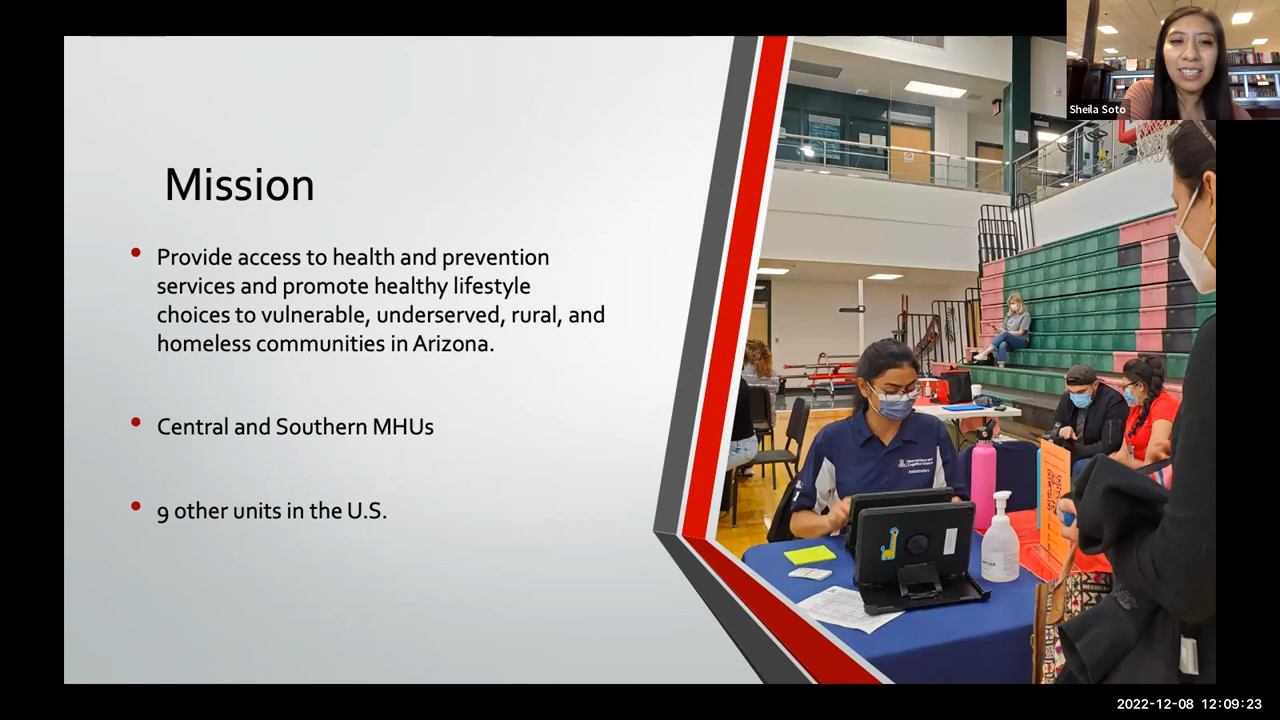 Sheila Soto
Mission
• Provide access to health and prevention
services and promote healthy lifestyle
choices to vulnerable, underserved, rural, and
homeless communities in Arizona.
• Central and Southern MHUs
• 9 other units in the U.S.
2022-12-08 12:09:23